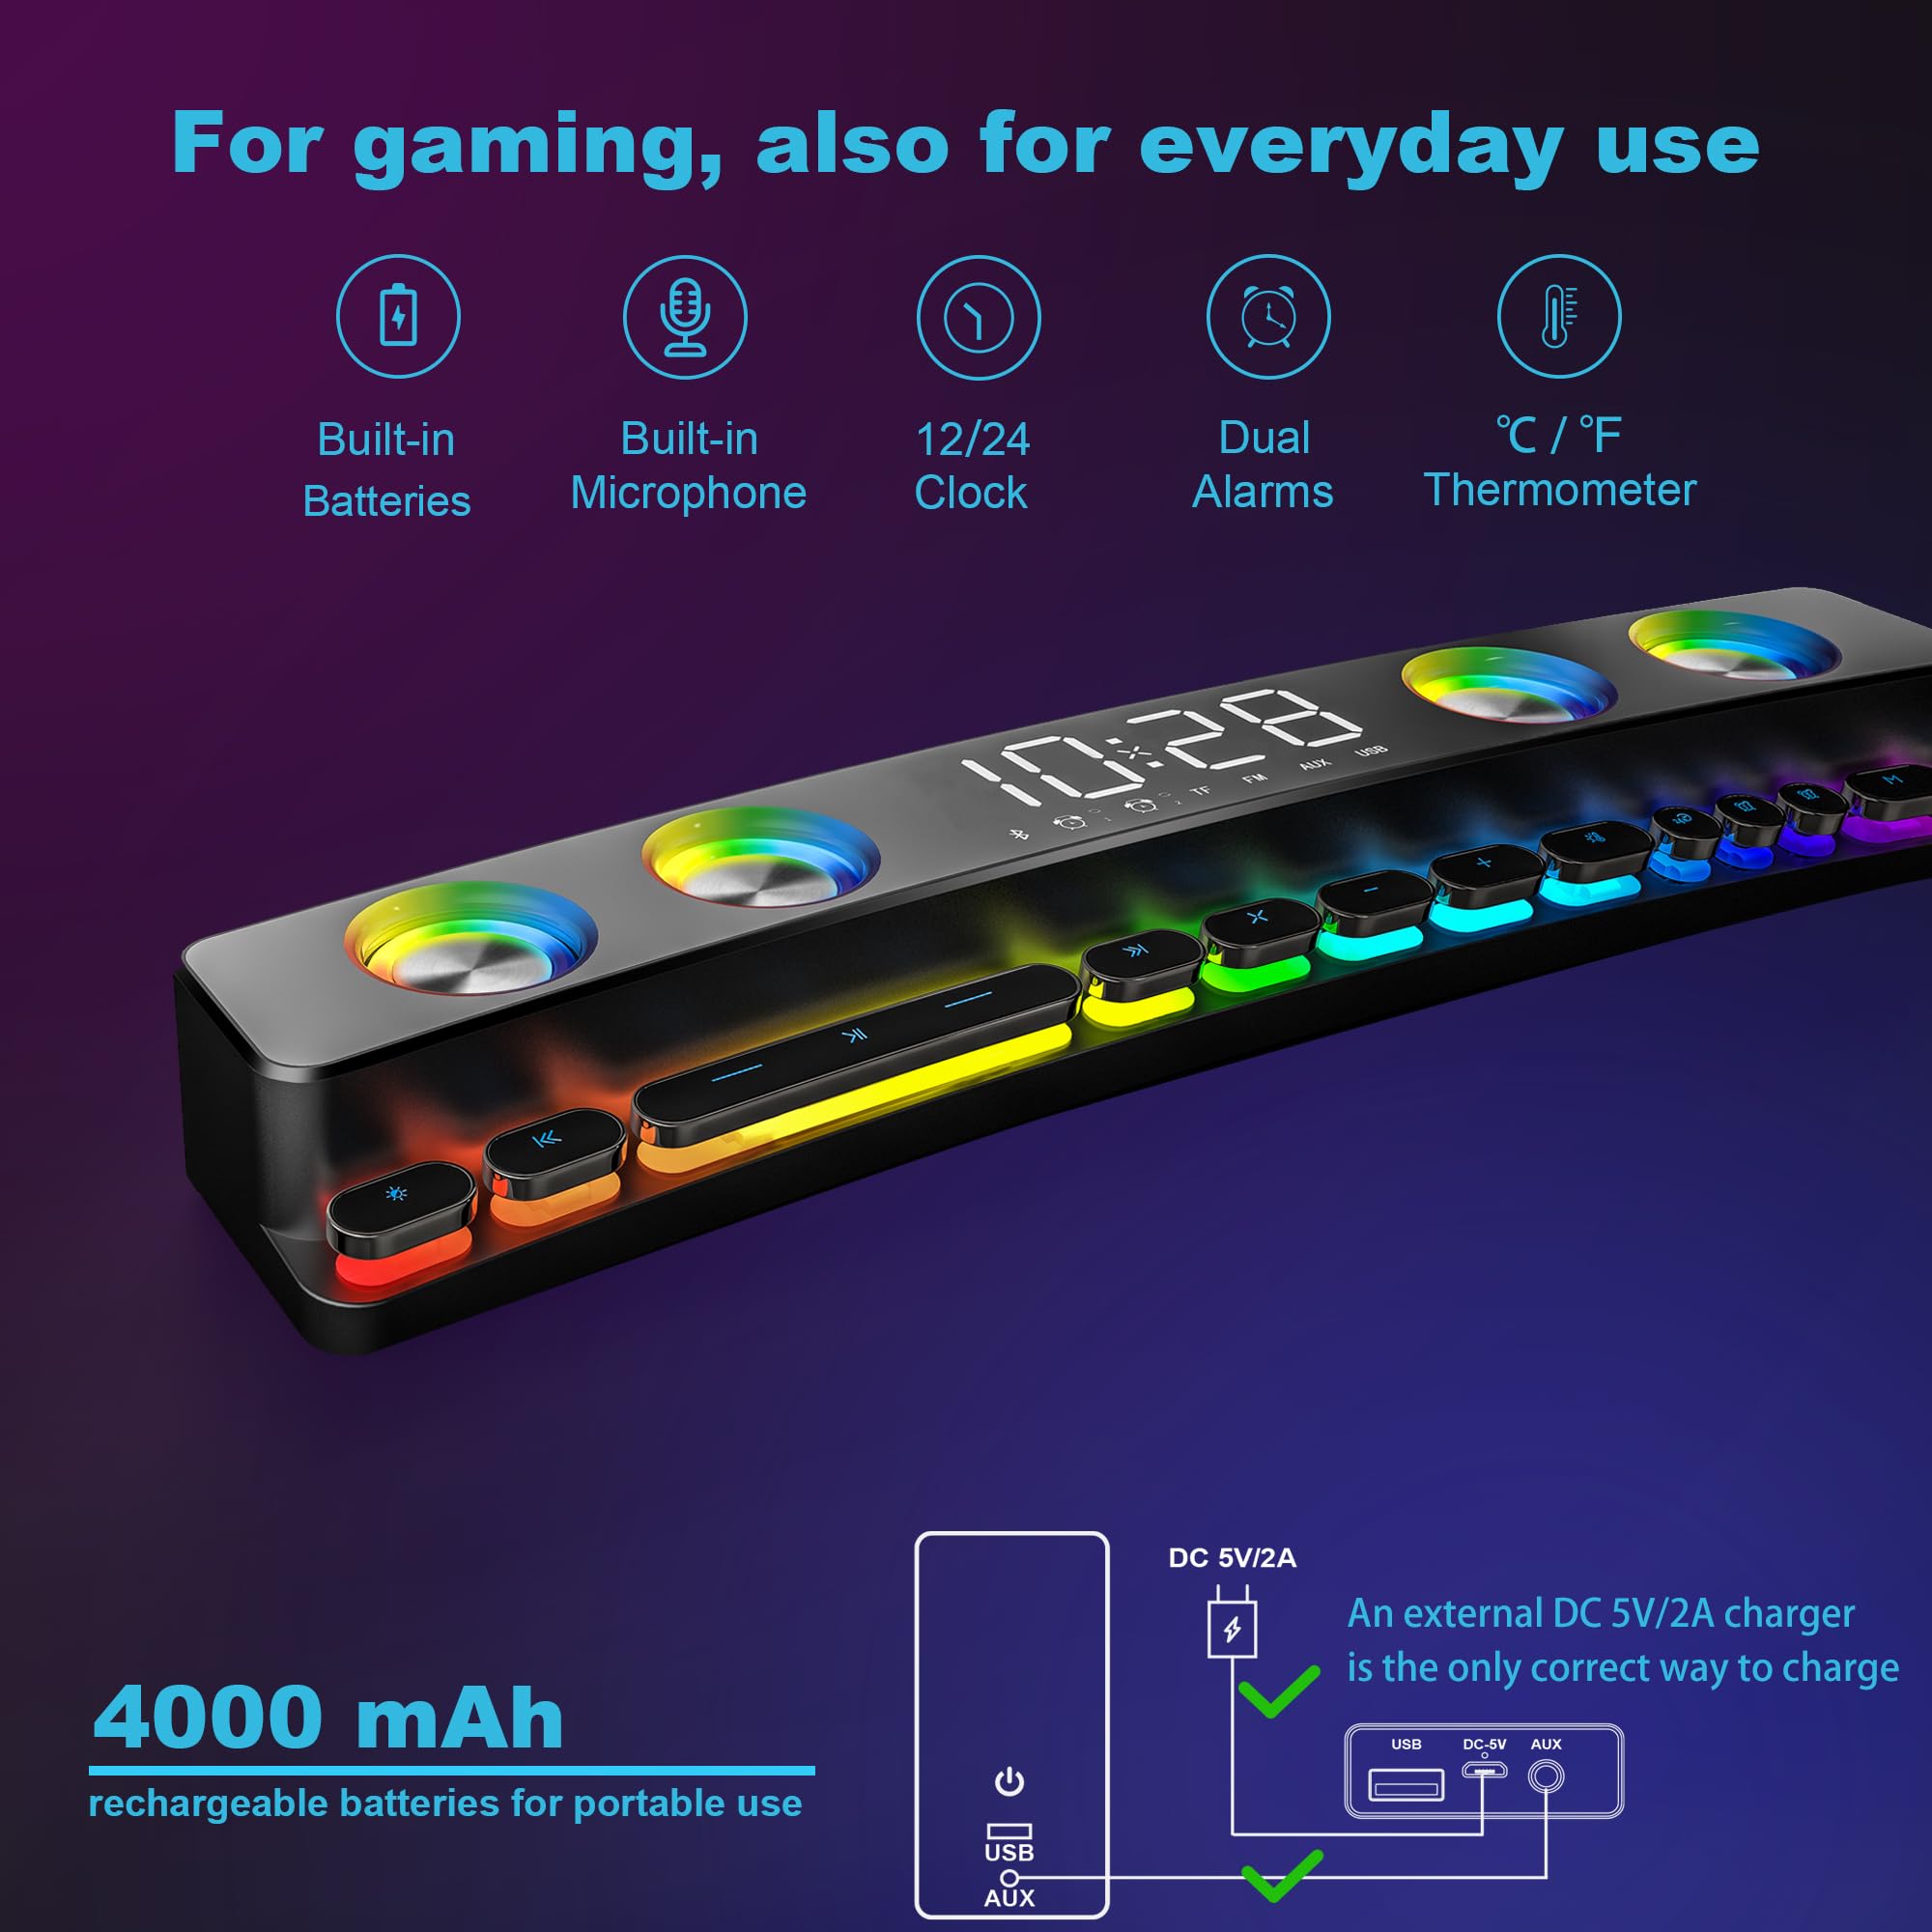 For gaming, also for everyday use
Built-in
Batteries
Built-in
Microphone
12/24
Clock
Dual
Alarms
℃ / ℉
Thermometer
10:28
1
2
TF
FM
AUX
USB
M
DC 5V/2A
An external DC 5V/2A charger
is the only correct way to charge
4000 mAh
rechargeable batteries for portable use
USB
DC-5V
AUX
USB
AUX